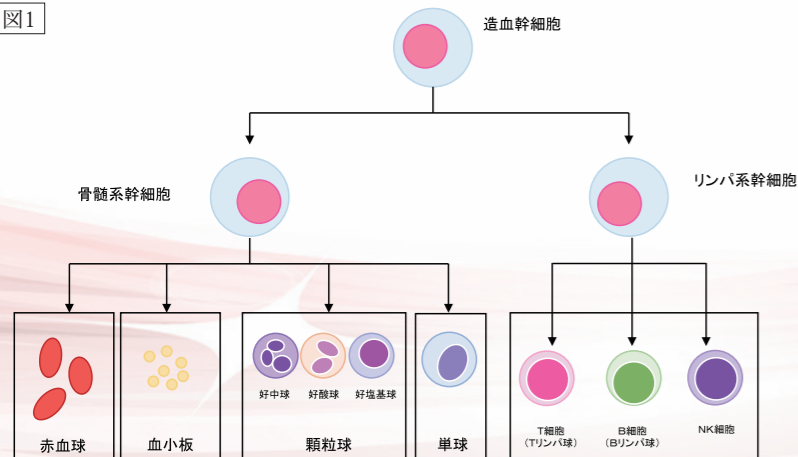 図1
造血幹細胞
骨髄系幹細胞
リンパ系幹細胞
好中球
好酸球
好塩基球
赤血球
血小板
顆粒球
単球
T細胞
(Tリンパ球)
B細胞
(Bリンパ球)
NK細胞